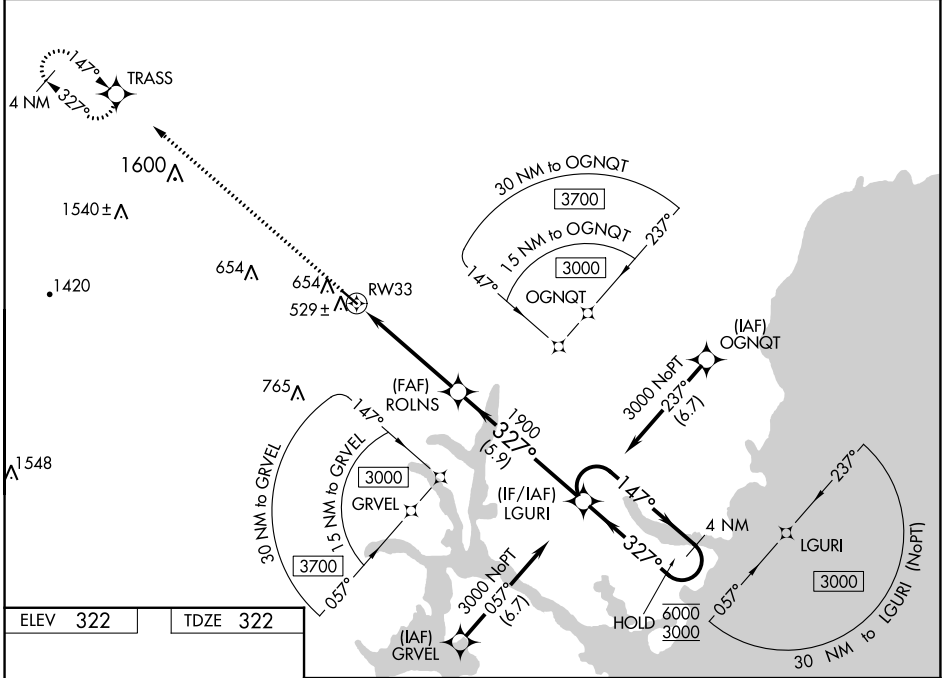 147°
TRASS
4 NM
327°
1600
1540 ±
654
1420
654
529 ±
RW33
30 NM to OGNQT
3700
15 NM to OGNQT
237°
3000
147°
OGNQT
(IAF)
OGNQT
3000 NoPT
237°
(6.7)
765
(FAF)
ROLNS
1900
327°
(5.9)
147°
30 NM to GRVEL
15 NM to GRVEL
3000
GRVEL
3700
057°
1548
(IF/IAF)
LGURI
147°
4 NM
327°
HOLD
6000
3000
237°
LGURI
3000
057°
30 NM to LGURI (NoPT)
3000 NoPT
057°
(6.7)
(IAF)
GRVEL
ELEV 322
TDZE 322